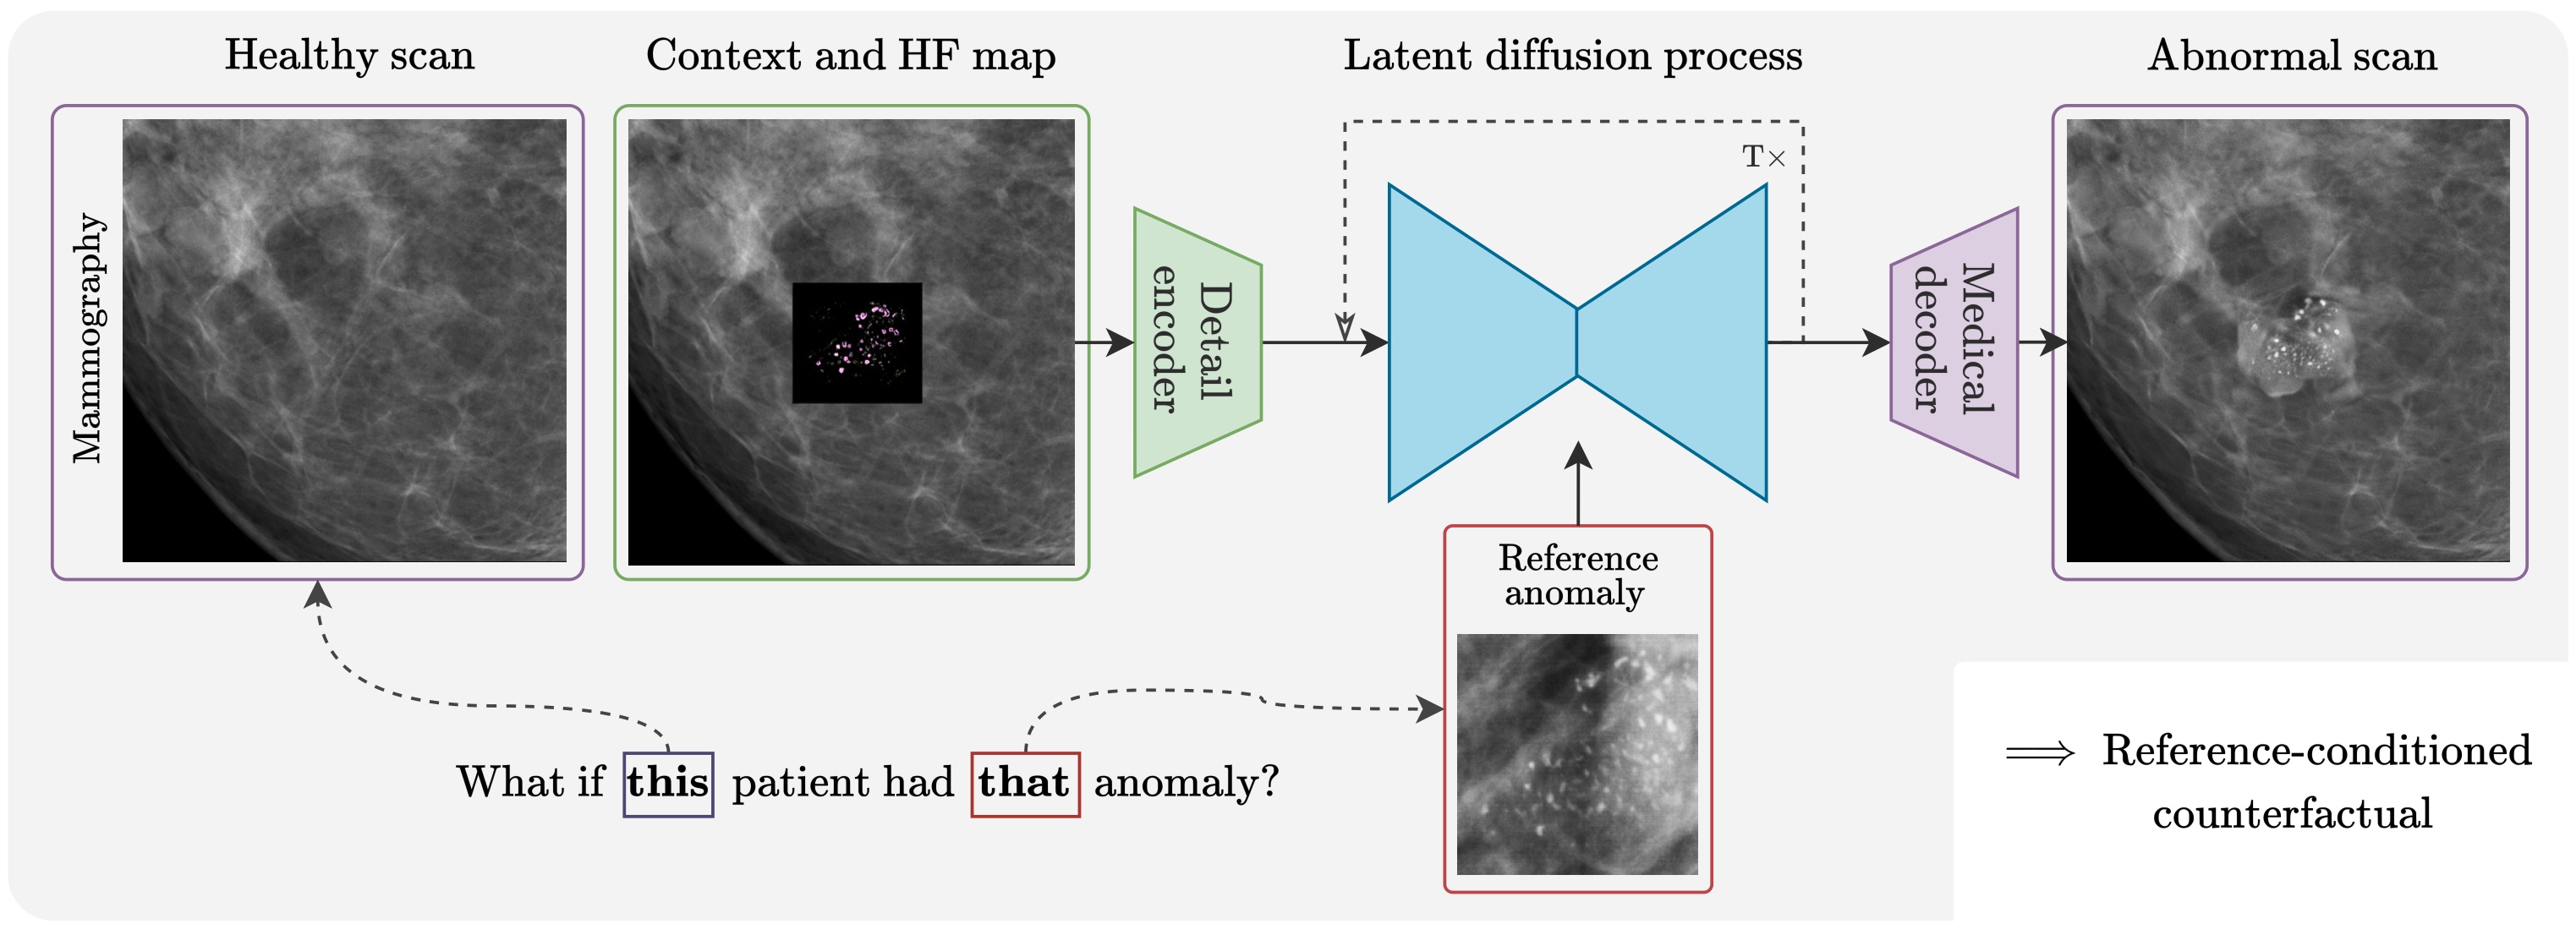 Healthy scan
Context and HF map
Latent diffusion process
Abnormal scan
Mammography
T×
Detail
encoder
Medical
decoder
Reference
anomaly
What if this patient had that anomaly?
⟹ Reference-conditioned
counterfactual